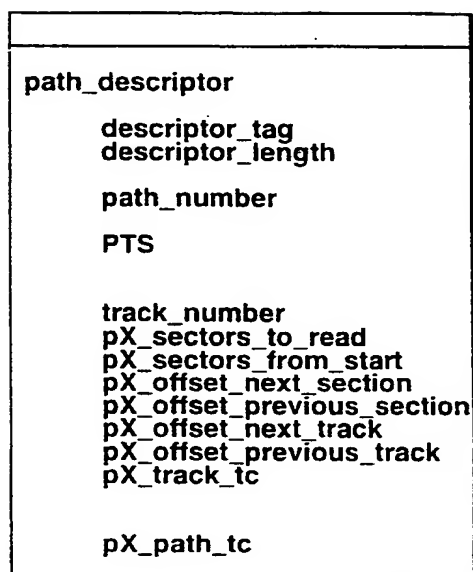 path_descriptor
descriptor_tag
descriptor_length
path_number
PTS
track_number
pX_sectors_to_read
pX_sectors_from_start
pX_offset_next_section
pX_offset_previous_section
pX_offset_next_track
pX_offset_previous_track
pX_track_tc
pX_path_tc